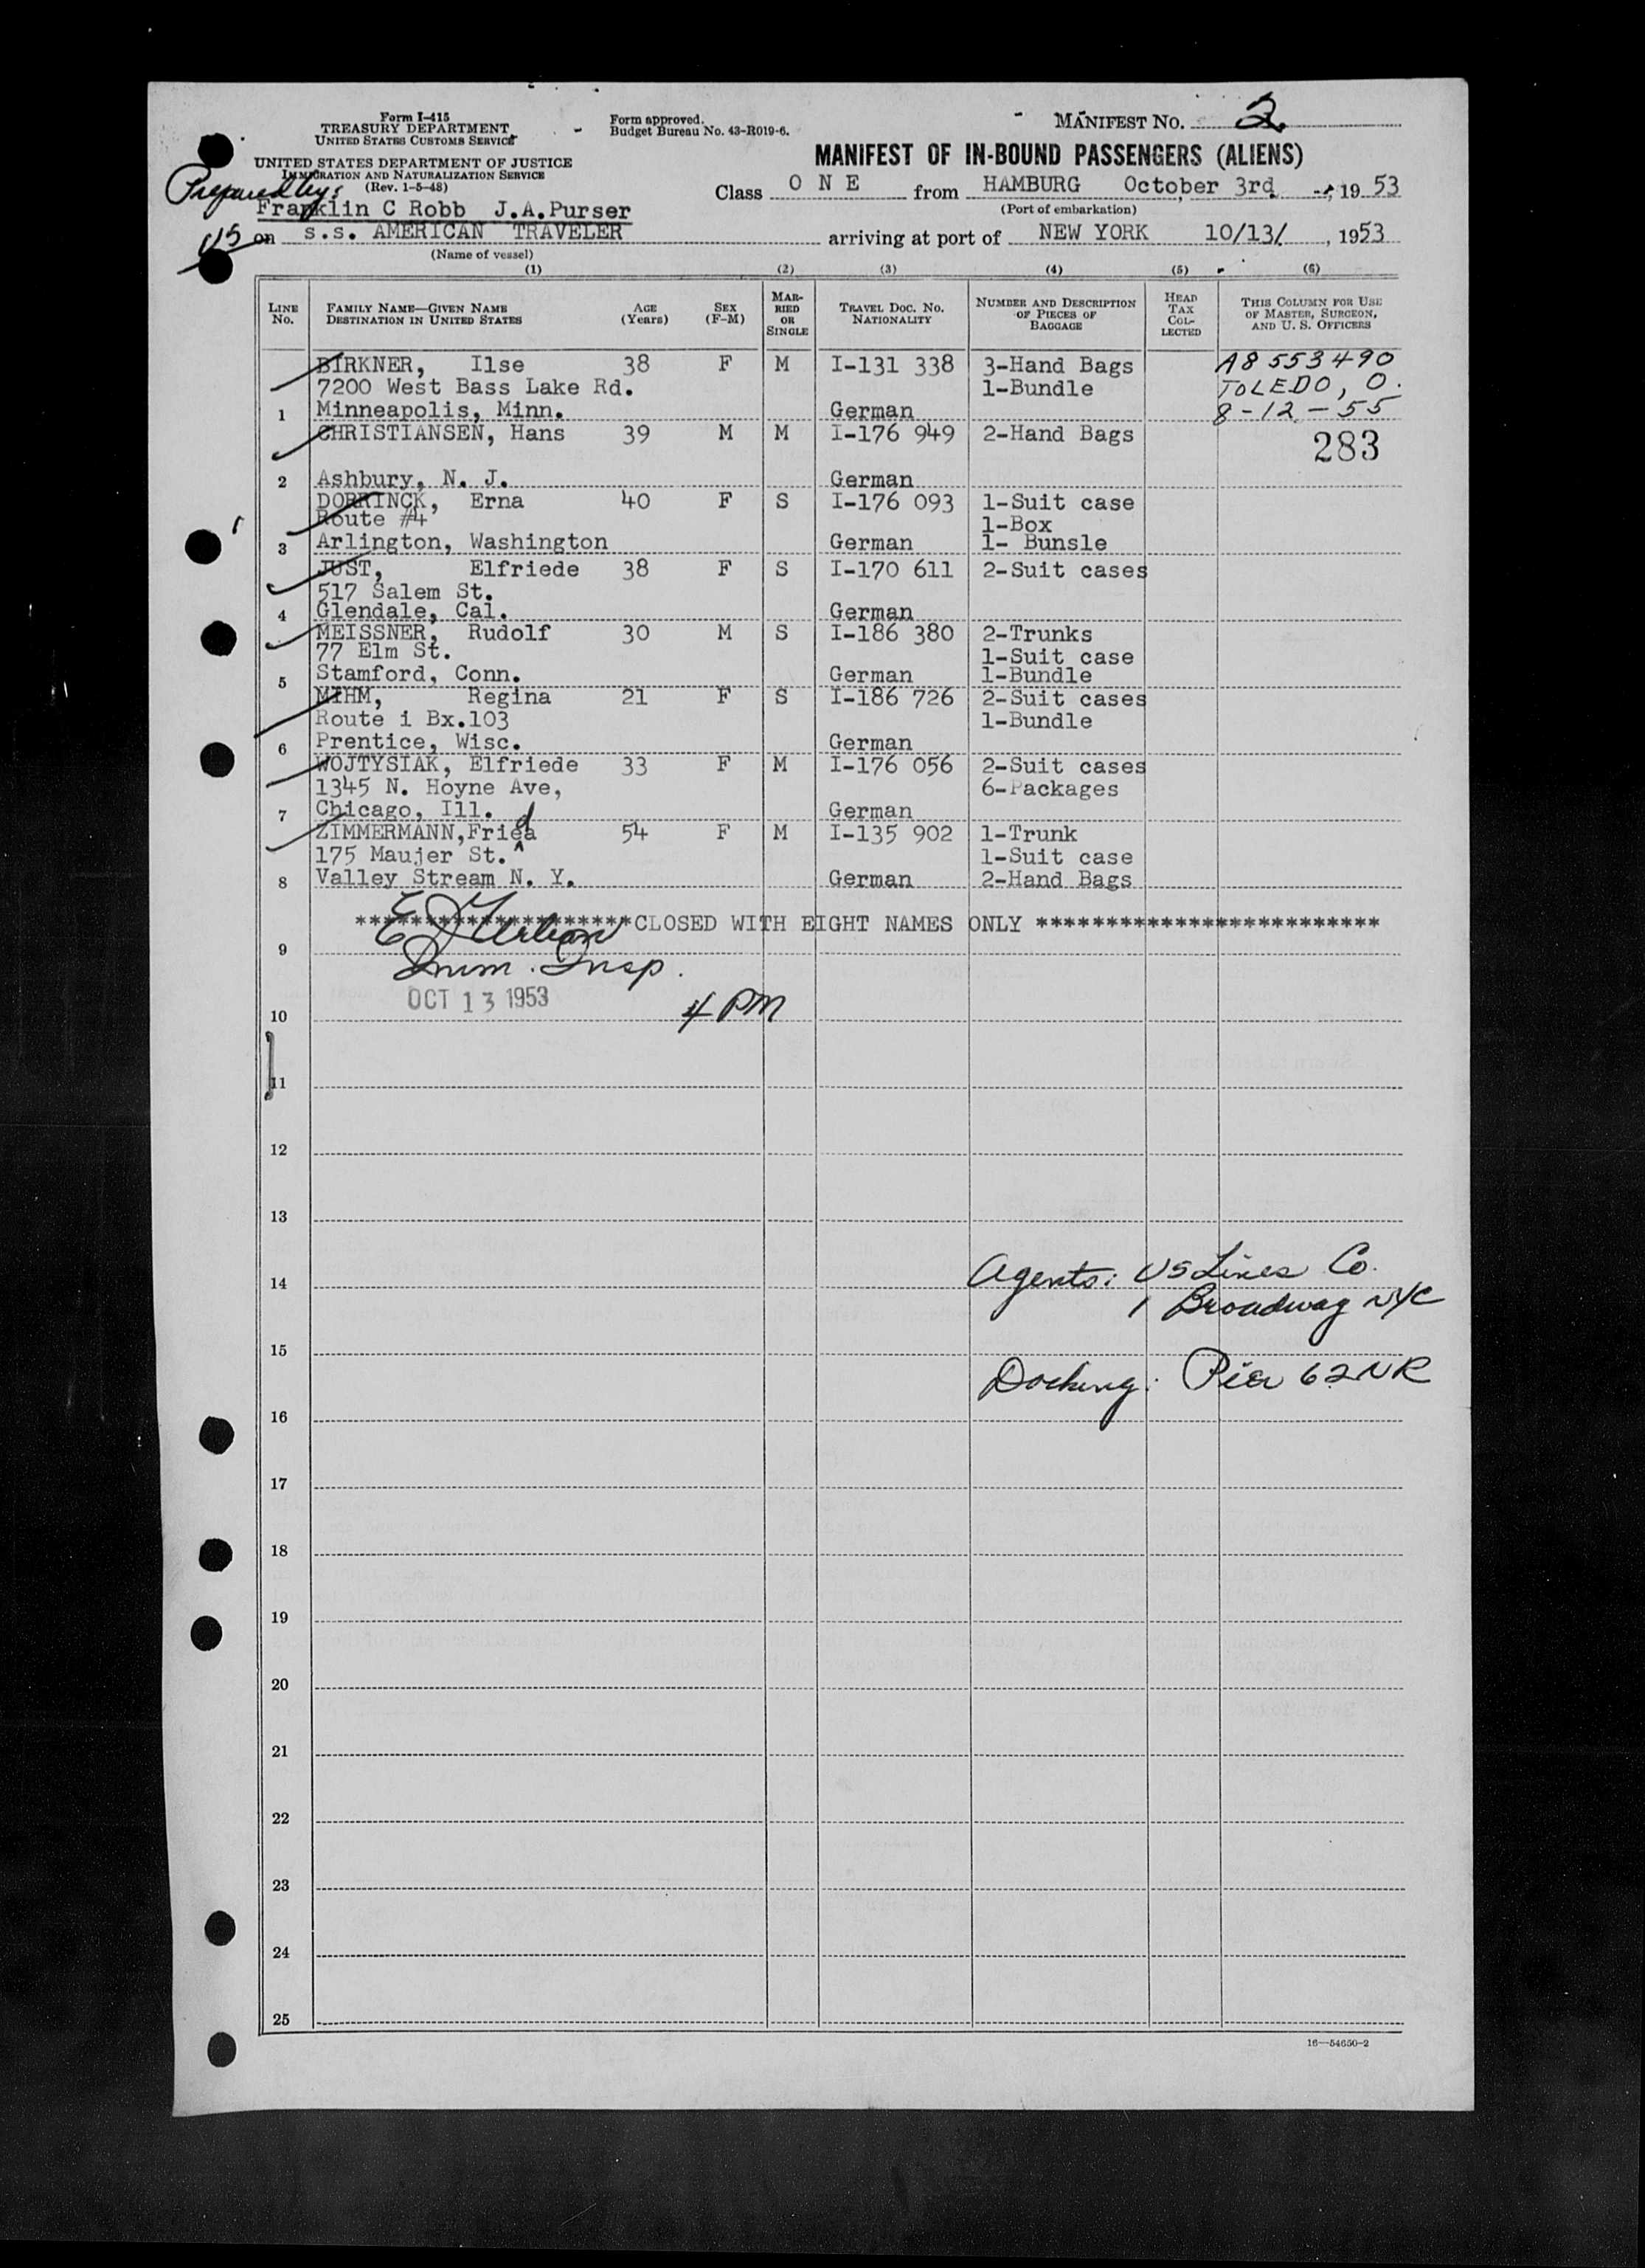 Form I-415
TREASURY DEPARTMENT
UNITED STATES CUSTOMS SERVICE
UNITED STATES DEPARTMENT OF JUSTICE
IMMIGRATION AND NATURALIZATION SERVICE
(Rev. 1-5-48)
Form approved.
Budget Bureau No. 43-R019-6.
MANIFEST NO. 2
MANIFEST OF IN-BOUND PASSENGERS (ALIENS)
Prepared by:
Franklin C Robb J.A.Purser
Class O N E from HAMBURG October 3rd, 1953
(Port of embarkation)
US on s.s. AMERICAN TRAVELER arriving at port of NEW YORK 10/13/, 1953
(Name of vessel)
(1) (2) (3) (4) (5) (6)
LINE No. FAMILY NAME—GIVEN NAME DESTINATION IN UNITED STATES AGE (Years) SEX (F-M) MAR-RIED OR SINGLE TRAVEL DOC. NO. NATIONALITY NUMBER AND DESCRIPTION OF PIECES OF BAGGAGE HEAD TAX COL-LECTED THIS COLUMN FOR USE OF MASTER, SURGEON, AND U. S. OFFICERS
BIRKNER, Ilse 38 F M I-131 338 3-Hand Bags A8 553490
7200 West Bass Lake Rd. 1-Bundle TOLEDO, O.
1 Minneapolis, Minn. German 8-12-55
CHRISTIANSEN, Hans 39 M M I-176 949 2-Hand Bags 283
2 Ashbury, N. J. German
DORRINCK, Erna 40 F S I-176 093 1-Suit case
Route #4 1-Box
3 Arlington, Washington German 1- Bunsle
JUST, Elfriede 38 F S I-170 611 2-Suit cases
517 Salem St.
4 Glendale, Cal. German
MEISSNER, Rudolf 30 M S I-186 380 2-Trunks
77 Elm St. 1-Suit case
5 Stamford, Conn. German 1-Bundle
MIHM, Regina 21 F S I-186 726 2-Suit cases
Route i Bx.103 1-Bundle
6 Prentice, Wisc. German
WOJTYSIAK, Elfriede 33 F M I-176 056 2-Suit cases
1345 N. Hoyne Ave, 6-Packages
7 Chicago, Ill. German
ZIMMERMANN,Frieda 54 F M I-135 902 1-Trunk
175 Maujer St. 1-Suit case
8 Valley Stream N. Y. German 2-Hand Bags
********************CLOSED WITH EIGHT NAMES ONLY *************************
9
Imm. Insp.
OCT 13 1953 4 PM
10
11
12
13
14 Agents: US Lines Co.
1 Broadway NYC
15
Docking: Pier 62NR
16
17
18
19
20
21
22
23
24
25
16—54650-2